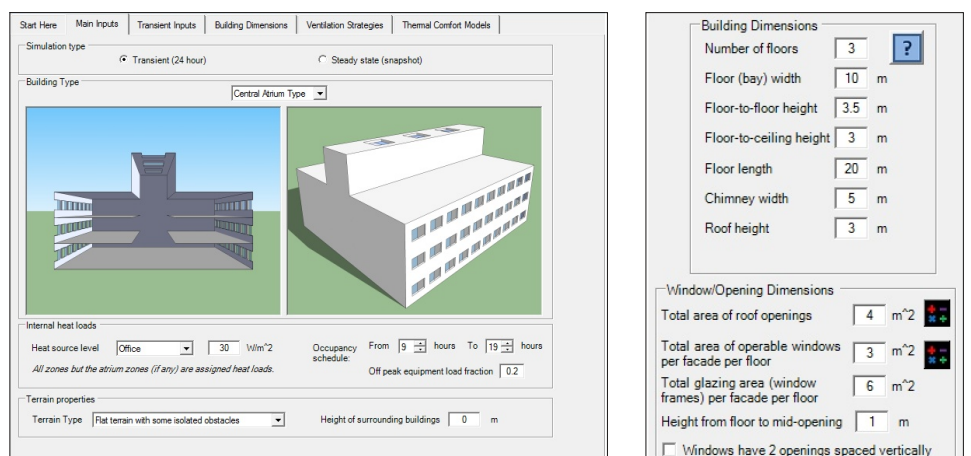 Start Here Main Inputs Transient Inputs Building Dimensions Ventilation Strategies Thermal Comfort Models
Simulation type
Transient (24 hour) Steady state (snapshot)
Building Type
Central Atrium Type
Internal heat loads
Heat source level Office 30 W/m^2
All zones but the atrium zones (if any) are assigned heat loads.
Occupancy schedule: From 9 hours To 19 hours
Off peak equipment load fraction 0.2
Terrain properties
Terrain Type Flat terrain with some isolated obstacles Height of surrounding buildings 0 m
Building Dimensions
Number of floors 3 ?
Floor (bay) width 10 m
Floor-to-floor height 3.5 m
Floor-to-ceiling height 3 m
Floor length 20 m
Chimney width 5 m
Roof height 3 m
Window/Opening Dimensions
Total area of roof openings 4 m^2
Total area of operable windows
per facade per floor 3 m^2
Total glazing area (window
frames) per facade per floor 6 m^2
Height from floor to mid-opening 1 m
Windows have 2 openings spaced vertically